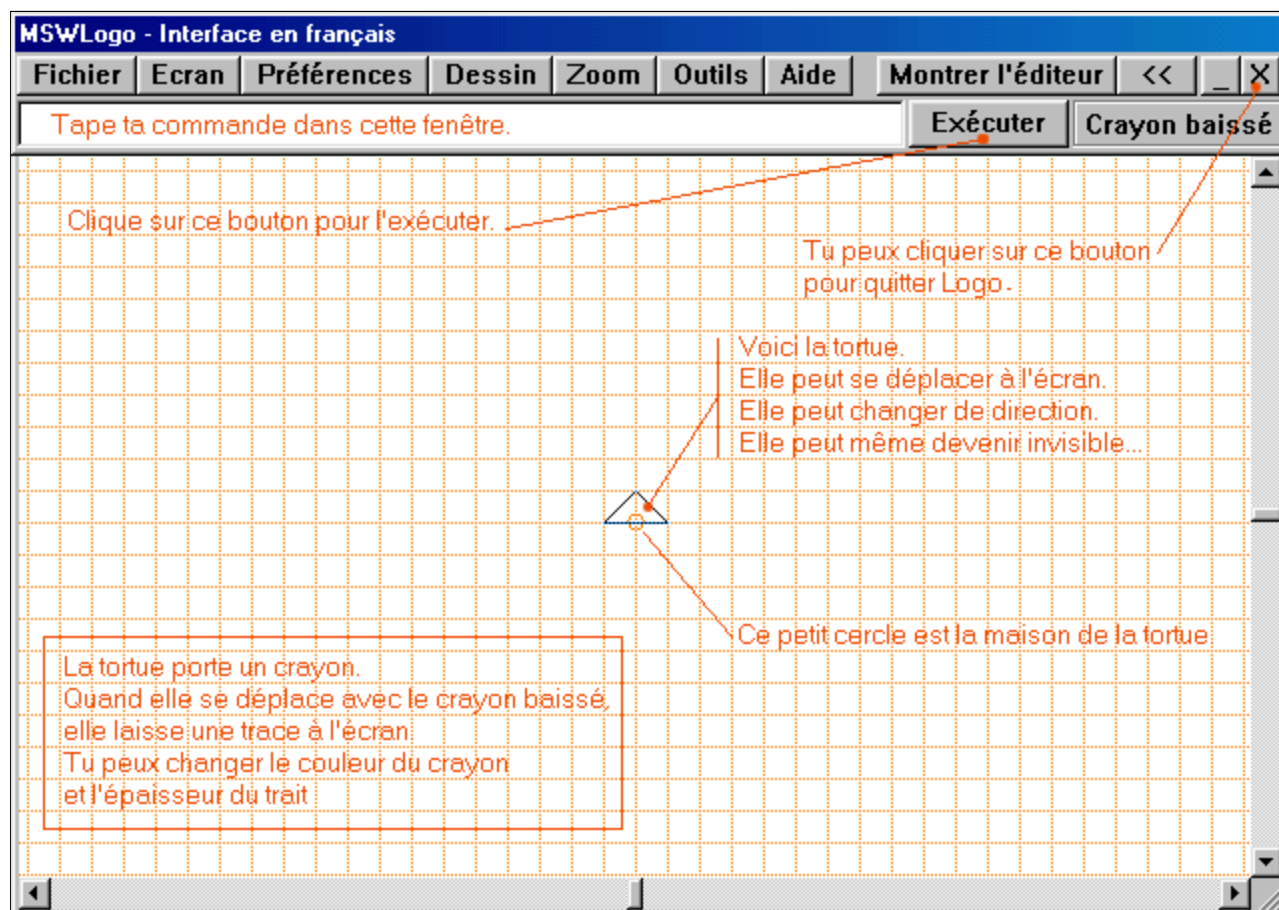 MSWLogo - Interface en français
Fichier Ecran Préférences Dessin Zoom Outils Aide Montrer l'éditeur << _ X
Tape ta commande dans cette fenêtre. Exécuter Crayon baissé
Clique sur ce bouton pour l'exécuter.
Tu peux cliquer sur ce bouton
pour quitter Logo.
Voici la tortue.
Elle peut se déplacer à l'écran.
Elle peut changer de direction.
Elle peut même devenir invisible...
Ce petit cercle est la maison de la tortue
La tortue porte un crayon.
Quand elle se déplace avec le crayon baissé,
elle laisse une trace à l'écran
Tu peux changer le couleur du crayon
et l'épaisseur du trait